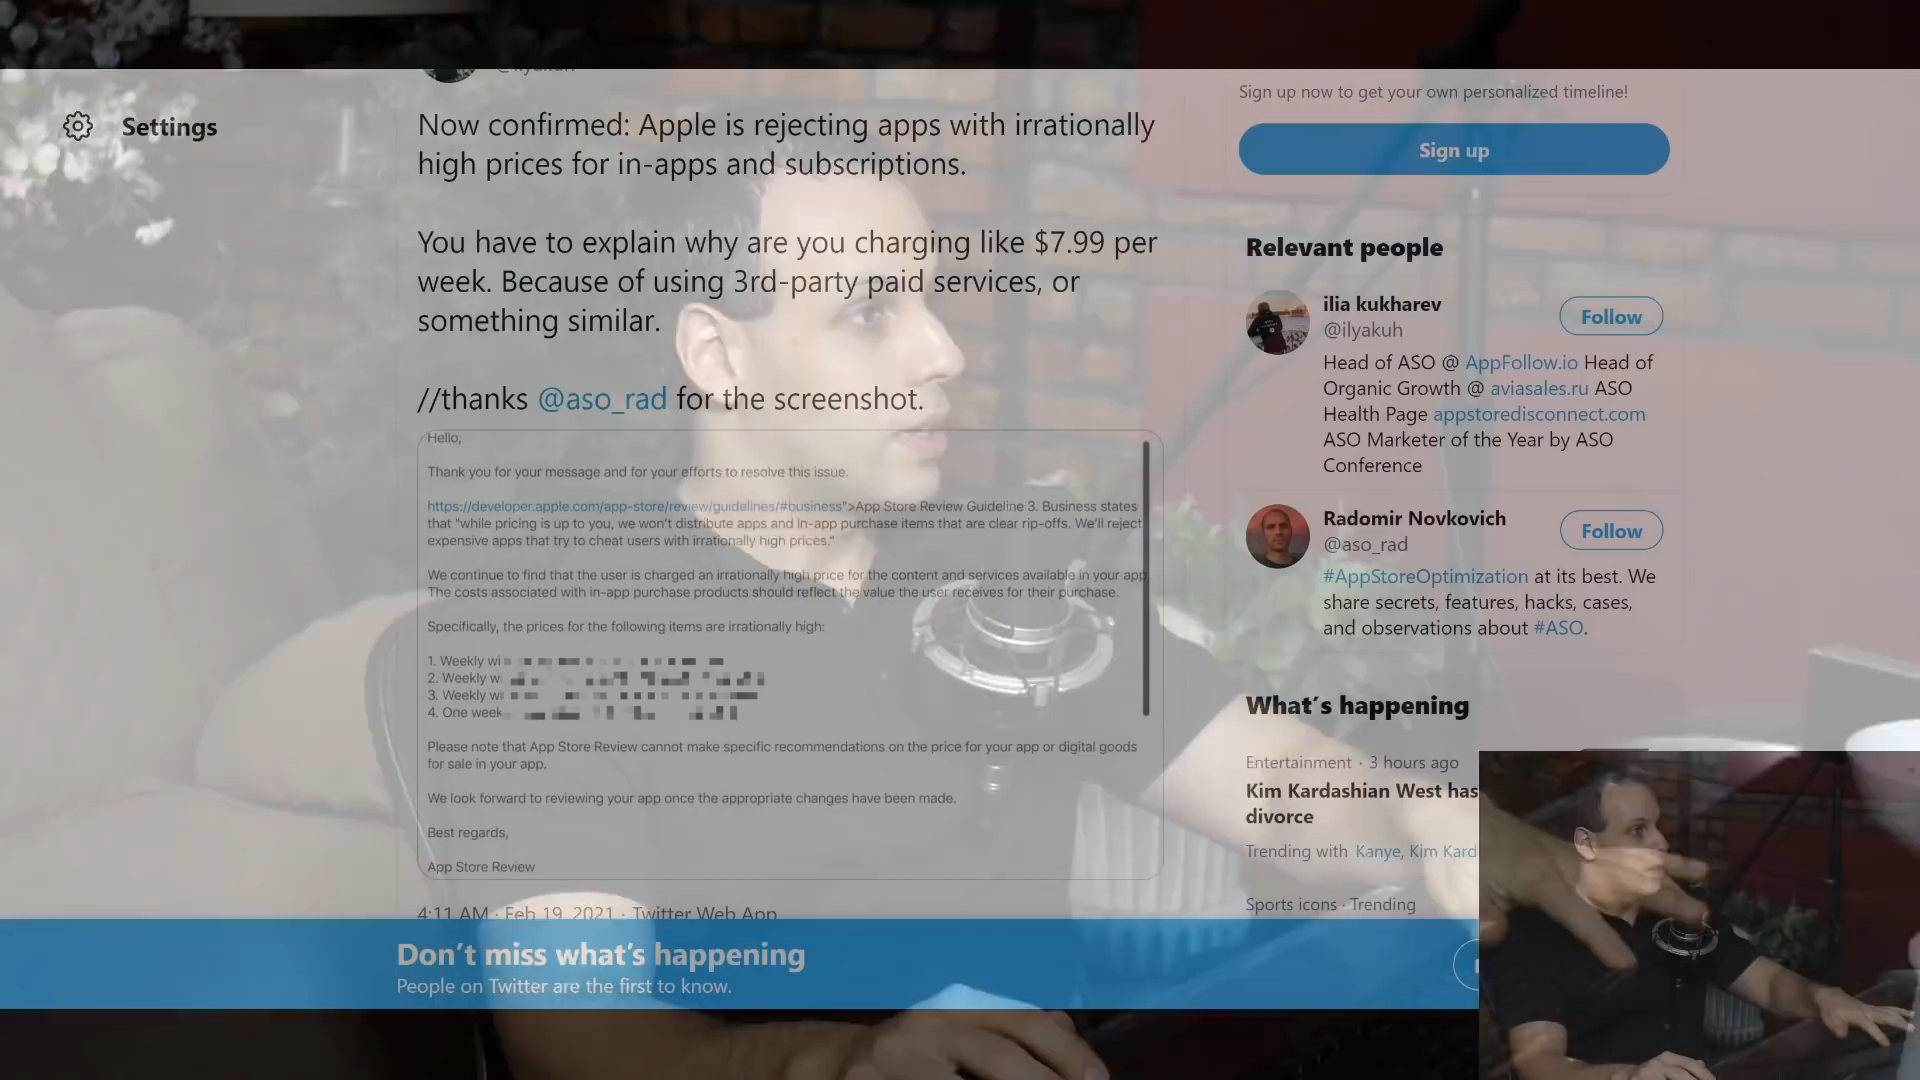 Settings
Now confirmed: Apple is rejecting apps with irrationally
high prices for in-apps and subscriptions.
You have to explain why are you charging like $7.99 per
week. Because of using 3rd-party paid services, or
something similar.
//thanks @aso_rad for the screenshot.
Hello,
Thank you for your message and for your efforts to resolve this issue.
https://developer.apple.com/app-store/review/guidelines/#business">App Store Review Guideline 3. Business states
that "while pricing is up to you, we won't distribute apps and in-app purchase items that are clear rip-offs. We'll reject
expensive apps that try to cheat users with irrationally high prices."
We continue to find that the user is charged an irrationally high price for the content and services available in your app
The costs associated with in-app purchase products should reflect the value the user receives for their purchase.
Specifically, the prices for the following items are irrationally high:
1. Weekly wi
2. Weekly w
3. Weekly wi
4. One week
Please note that App Store Review cannot make specific recommendations on the price for your app or digital goods
for sale in your app.
We look forward to reviewing your app once the appropriate changes have been made.
Best regards,
App Store Review
4:11 AM · Feb 19, 2021 · Twitter Web App
Sign up now to get your own personalized timeline!
Sign up
Relevant people
ilia kukharev
@ilyakuh
Follow
Head of ASO @ AppFollow.io Head of
Organic Growth @ aviasales.ru ASO
Health Page appstoredisconnect.com
ASO Marketer of the Year by ASO
Conference
Radomir Novkovich
@aso_rad
Follow
#AppStoreOptimization at its best. We
share secrets, features, hacks, cases,
and observations about #ASO.
What's happening
Entertainment · 3 hours ago
Kim Kardashian West has
divorce
Trending with Kanye, Kim Kard
Sports icons · Trending
Don't miss what's happening
People on Twitter are the first to know.